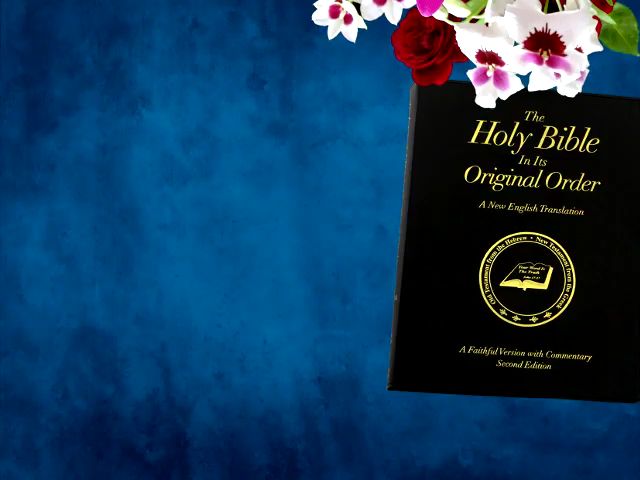 The
Holy Bible
In Its
Original Order
A New English Translation
Old Testament from the Hebrew • New Testament from the Greek
Your Word Is
The Truth
John 17:17
A Faithful Version with Commentary
Second Edition